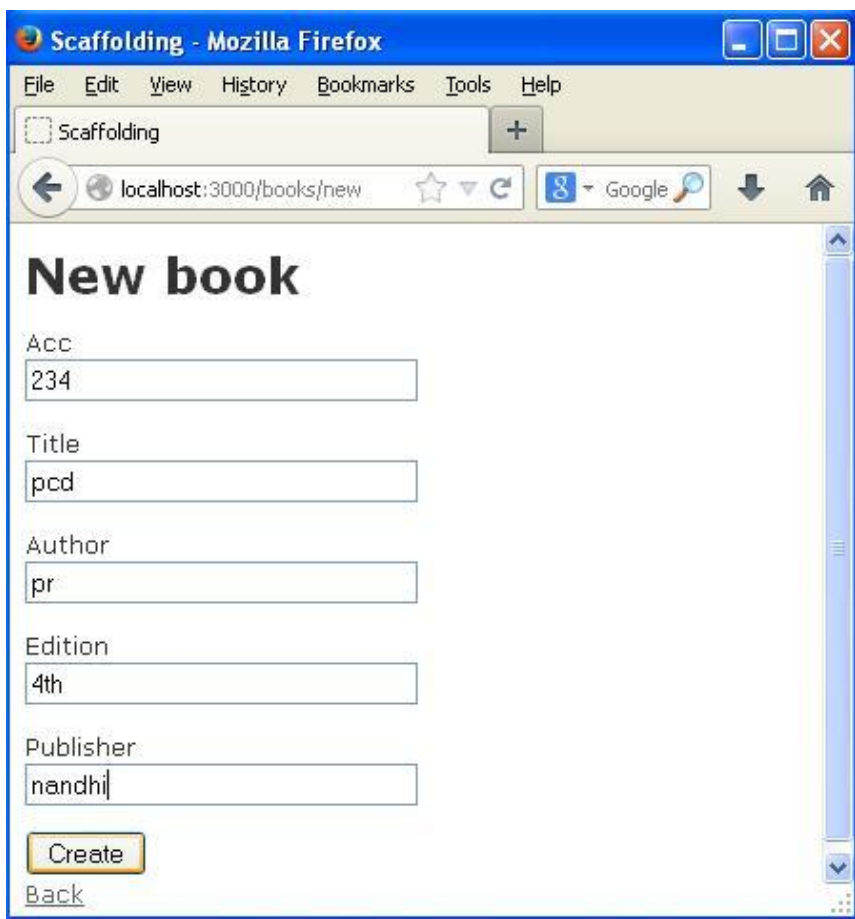 Scaffolding - Mozilla Firefox
File Edit View History Bookmarks Tools Help
Scaffolding +
localhost:3000/books/new 8 Google
New book
Acc
234
Title
pcd
Author
pr
Edition
4th
Publisher
nandhi
Create
Back